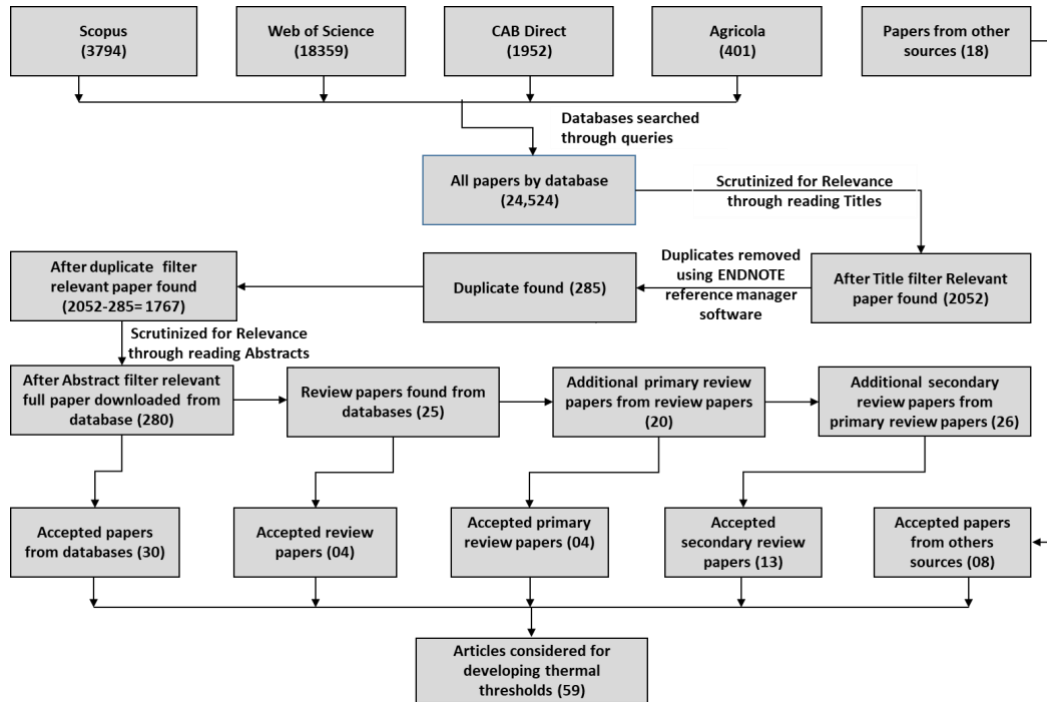 Scopus
(3794)
Web of Science
(18359)
CAB Direct
(1952)
Agricola
(401)
Papers from other
sources (18)
Databases searched
through queries
All papers by database
(24,524)
Scrutinized for Relevance
through reading Titles
After duplicate filter
relevant paper found
(2052-285= 1767)
Duplicate found (285)
Duplicates removed
using ENDNOTE
reference manager
software
After Title filter Relevant
paper found (2052)
Scrutinized for Relevance
through reading Abstracts
After Abstract filter relevant
full paper downloaded from
database (280)
Review papers found from
databases (25)
Additional primary review
papers from review papers
(20)
Additional secondary
review papers from
primary review papers (26)
Accepted papers
from databases (30)
Accepted review
papers (04)
Accepted primary
review papers (04)
Accepted
secondary review
papers (13)
Accepted papers
from others
sources (08)
Articles considered for
developing thermal
thresholds (59)